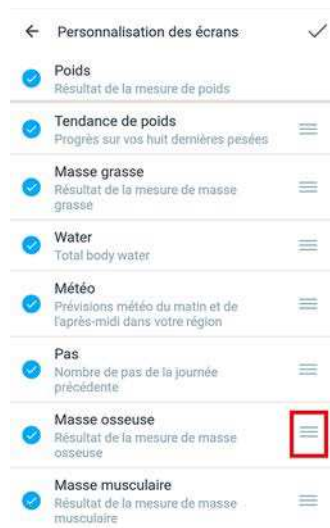 Personnalisation des écrans
Poids
Résultat de la mesure de poids
Tendance de poids
Progrès sur vos huit dernières pesées
Masse grasse
Résultat de la mesure de masse
grasse
Water
Total body water
Météo
Prévisions météo du matin et de
l'après-midi dans votre région
Pas
Nombre de pas de la journée
précédente
Masse osseuse
Résultat de la mesure de masse
osseuse
Masse musculaire
Résultat de la mesure de masse
musculaire